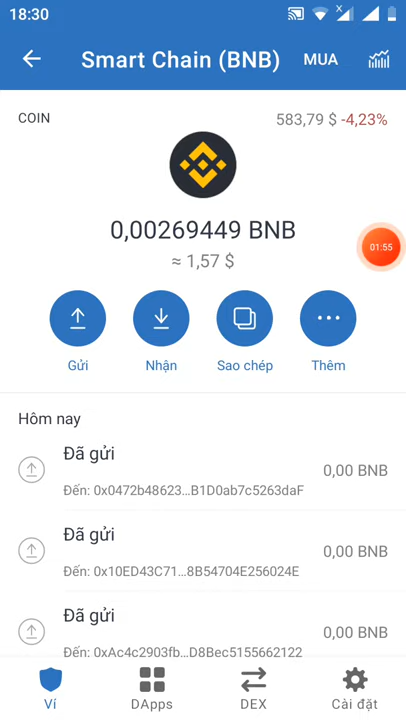 18:30
Smart Chain (BNB) MUA
COIN 583,79 $ -4,23%
0,00269449 BNB
≈ 1,57 $
01:55
Gửi Nhận Sao chép Thêm
Hôm nay
Đã gửi
0,00 BNB
Đến: 0x0472b48623...B1D0ab7c5263daF
Đã gửi
0,00 BNB
Đến: 0x10ED43C71...8B54704E256024E
Đã gửi
0,00 BNB
Đến: 0xAc4c2903fb...D8Bec5155662122
Ví DApps DEX Cài đặt